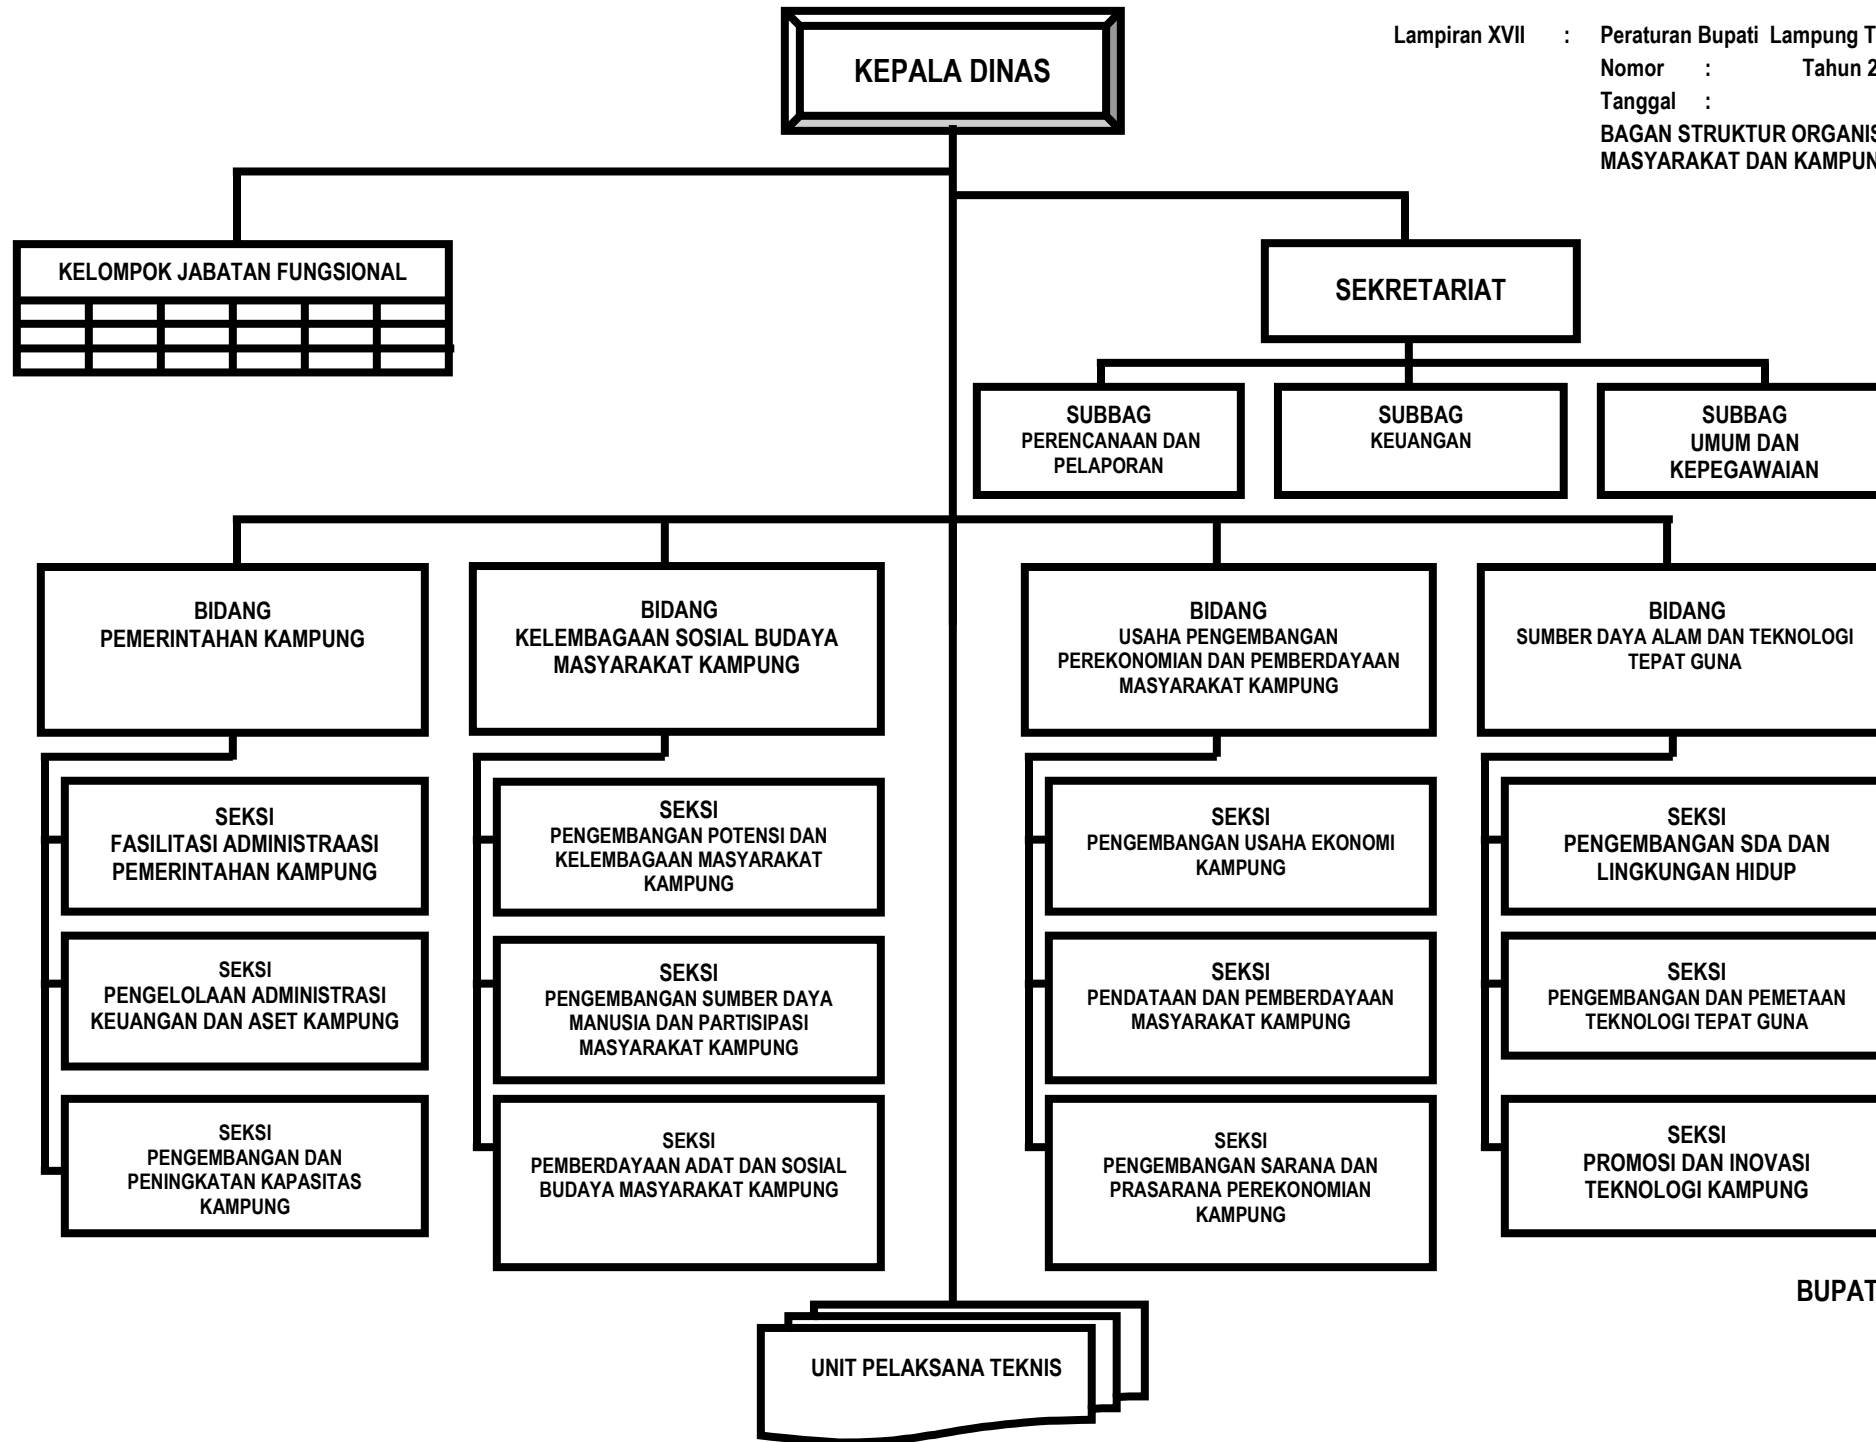 KEPALA DINAS
Lampiran XVII : Peraturan Bupati Lampung T
Nomor : Tahun 2
Tanggal :
BAGAN STRUKTUR ORGANIS
MASYARAKAT DAN KAMPUN
KELOMPOK JABATAN FUNGSIONAL
SEKRETARIAT
SUBBAG
PERENCANAAN DAN
PELAPORAN
SUBBAG
KEUANGAN
SUBBAG
UMUM DAN
KEPEGAWAIAN
BIDANG
PEMERINTAHAN KAMPUNG
BIDANG
KELEMBAGAAN SOSIAL BUDAYA
MASYARAKAT KAMPUNG
BIDANG
USAHA PENGEMBANGAN
PEREKONOMIAN DAN PEMBERDAYAAN
MASYARAKAT KAMPUNG
BIDANG
SUMBER DAYA ALAM DAN TEKNOLOGI
TEPAT GUNA
SEKSI
FASILITASI ADMINISTRAASI
PEMERINTAHAN KAMPUNG
SEKSI
PENGEMBANGAN POTENSI DAN
KELEMBAGAAN MASYARAKAT
KAMPUNG
SEKSI
PENGEMBANGAN USAHA EKONOMI
KAMPUNG
SEKSI
PENGEMBANGAN SDA DAN
LINGKUNGAN HIDUP
SEKSI
PENGELOLAAN ADMINISTRASI
KEUANGAN DAN ASET KAMPUNG
SEKSI
PENGEMBANGAN SUMBER DAYA
MANUSIA DAN PARTISIPASI
MASYARAKAT KAMPUNG
SEKSI
PENDATAAN DAN PEMBERDAYAAN
MASYARAKAT KAMPUNG
SEKSI
PENGEMBANGAN DAN PEMETAAN
TEKNOLOGI TEPAT GUNA
SEKSI
PENGEMBANGAN DAN
PENINGKATAN KAPASITAS
KAMPUNG
SEKSI
PEMBERDAYAAN ADAT DAN SOSIAL
BUDAYA MASYARAKAT KAMPUNG
SEKSI
PENGEMBANGAN SARANA DAN
PRASARANA PEREKONOMIAN
KAMPUNG
SEKSI
PROMOSI DAN INOVASI
TEKNOLOGI KAMPUNG
BUPAT
UNIT PELAKSANA TEKNIS